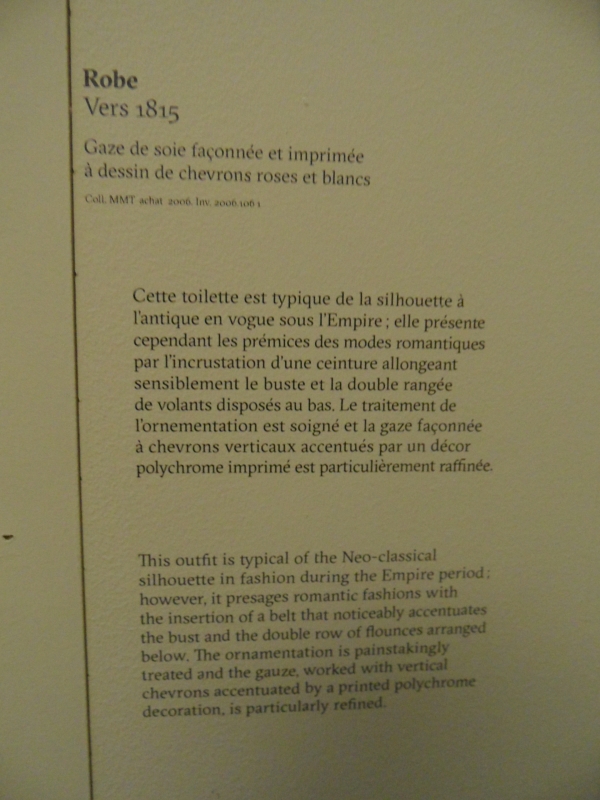 Robe
Vers 1815
Gaze de soie façonnée et imprimée
à dessin de chevrons roses et blancs
Coll. MMT achat 2006. Inv. 2006.106 1
Cette toilette est typique de la silhouette à
l'antique en vogue sous l'Empire ; elle présente
cependant les prémices des modes romantiques
par l'incrustation d'une ceinture allongeant
sensiblement le buste et la double rangée
de volants disposés au bas. Le traitement de
l'ornementation est soigné et la gaze façonnée
à chevrons verticaux accentués par un décor
polychrome imprimé est particulièrement raffinée.
This outfit is typical of the Neo-classical
silhouette in fashion during the Empire period ;
however, it presages romantic fashions with
the insertion of a belt that noticeably accentuates
the bust and the double row of flounces arranged
below. The ornamentation is painstakingly
treated and the gauze, worked with vertical
chevrons accentuated by a printed polychrome
decoration, is particularly refined.